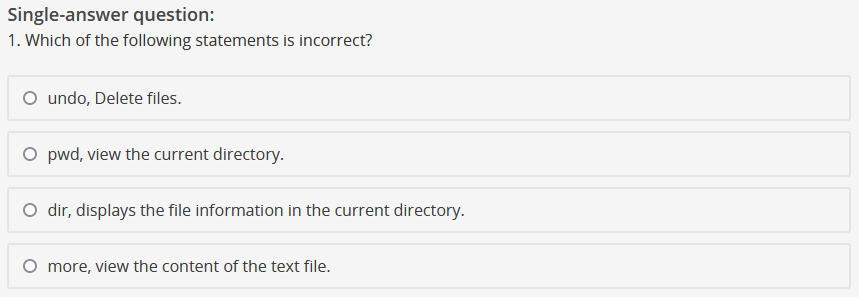 Single-answer question:
1. Which of the following statements is incorrect?
undo, Delete files.
pwd, view the current directory.
dir, displays the file information in the current directory.
more, view the content of the text file.